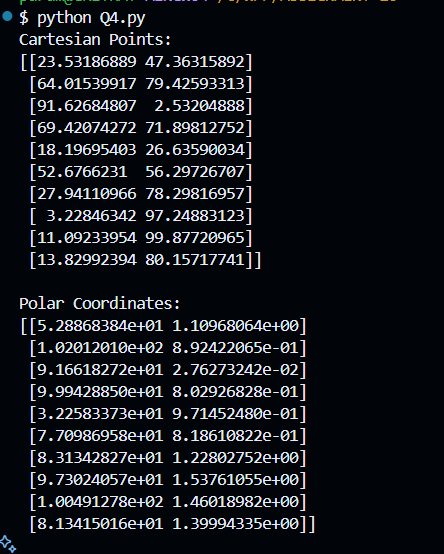 $ python Q4.py
Cartesian Points:
[[23.53186889 47.36315892]
[64.01539917 79.42593313]
[91.62684807  2.53204888]
[69.42074272 71.89812752]
[18.19695403 26.63590034]
[52.6766231  56.29726707]
[27.94110966 78.29816957]
[ 3.22846342 97.24883123]
[11.09233954 99.87720965]
[13.82992394 80.15717741]]
Polar Coordinates:
[[5.28868384e+01 1.10968064e+00]
[1.02012010e+02 8.92422065e-01]
[9.16618272e+01 2.76273242e-02]
[9.99428850e+01 8.02926828e-01]
[3.22583373e+01 9.71452480e-01]
[7.70986958e+01 8.18610822e-01]
[8.31342827e+01 1.22802752e+00]
[9.73024057e+01 1.53761055e+00]
[1.00491278e+02 1.46018982e+00]
[8.13415016e+01 1.39994335e+00]]